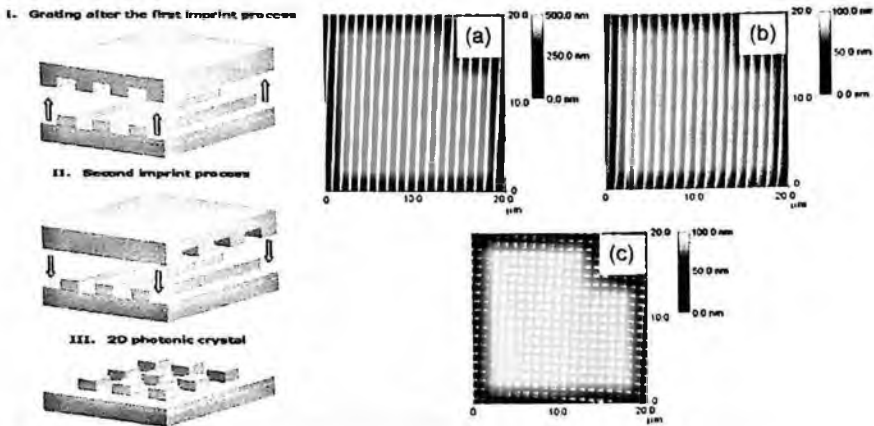 I. Grating after the first imprint process
II. Second imprint process
III. 2D photonic crystal
(a)
20.0
10.0
0
0 10.0 20.0
μm
500.0 nm
250.0
0.0 nm
(b)
20.0
10.0
0
0 10.0 20.0
μm
100.0 nm
50.0 nm
0.0 nm
(c)
20.0
10.0
0
0 10.0 20.0
μm
100.0 nm
50.0 nm
0.0 nm